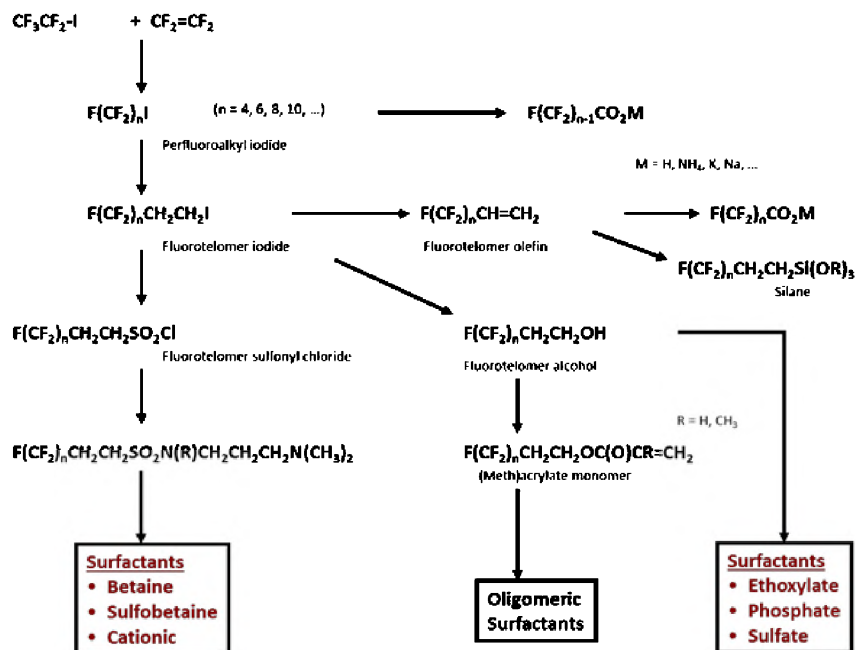 CF₃CF₂-I + CF₂=CF₂
F(CF₂)ₙI (n = 4, 6, 8, 10, ...) F(CF₂)ₙ₋₁CO₂M
Perfluoroalkyl iodide
M = H, NH₄, K, Na, ...
F(CF₂)ₙCH₂CH₂I F(CF₂)ₙCH=CH₂ F(CF₂)ₙCO₂M
Fluorotelomer iodide Fluorotelomer olefin
F(CF₂)ₙCH₂CH₂Si(OR)₃
Silane
F(CF₂)ₙCH₂CH₂SO₂Cl F(CF₂)ₙCH₂CH₂OH
Fluorotelomer sulfonyl chloride Fluorotelomer alcohol
R = H, CH₃
F(CF₂)ₙCH₂CH₂SO₂N(R)CH₂CH₂CH₂N(CH₃)₂ F(CF₂)ₙCH₂CH₂OC(O)CR=CH₂
(Meth)acrylate monomer
Surfactants
• Betaine
• Sulfobetaine
• Cationic
Oligomeric
Surfactants
Surfactants
• Ethoxylate
• Phosphate
• Sulfate